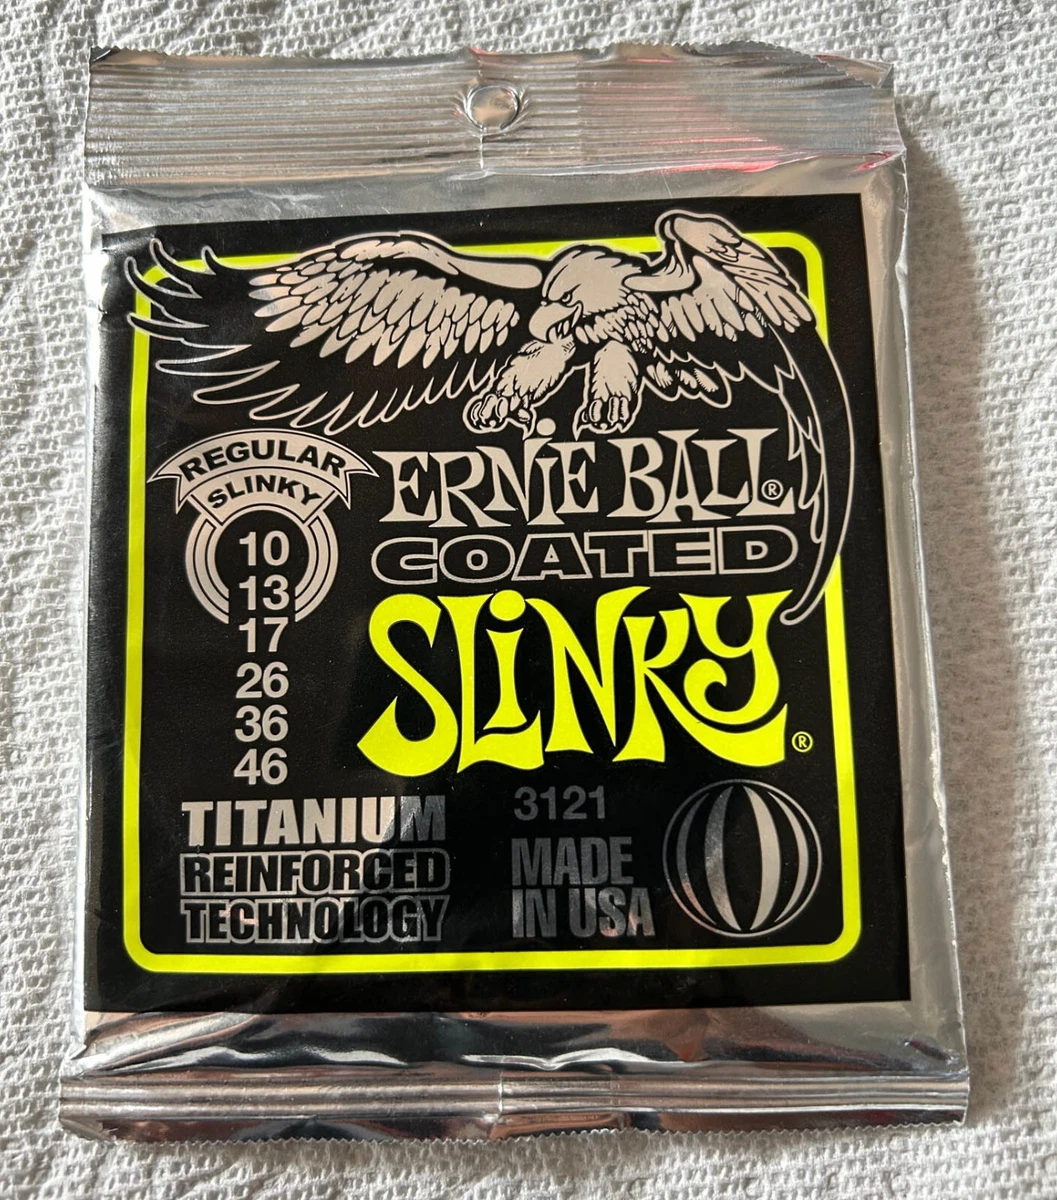 REGULAR
SLINKY
10
13
17
26
36
46
ERNIE BALL®
COATED
SLINKY®
TITANIUM
REINFORCED
TECHNOLOGY
3121
MADE
IN USA